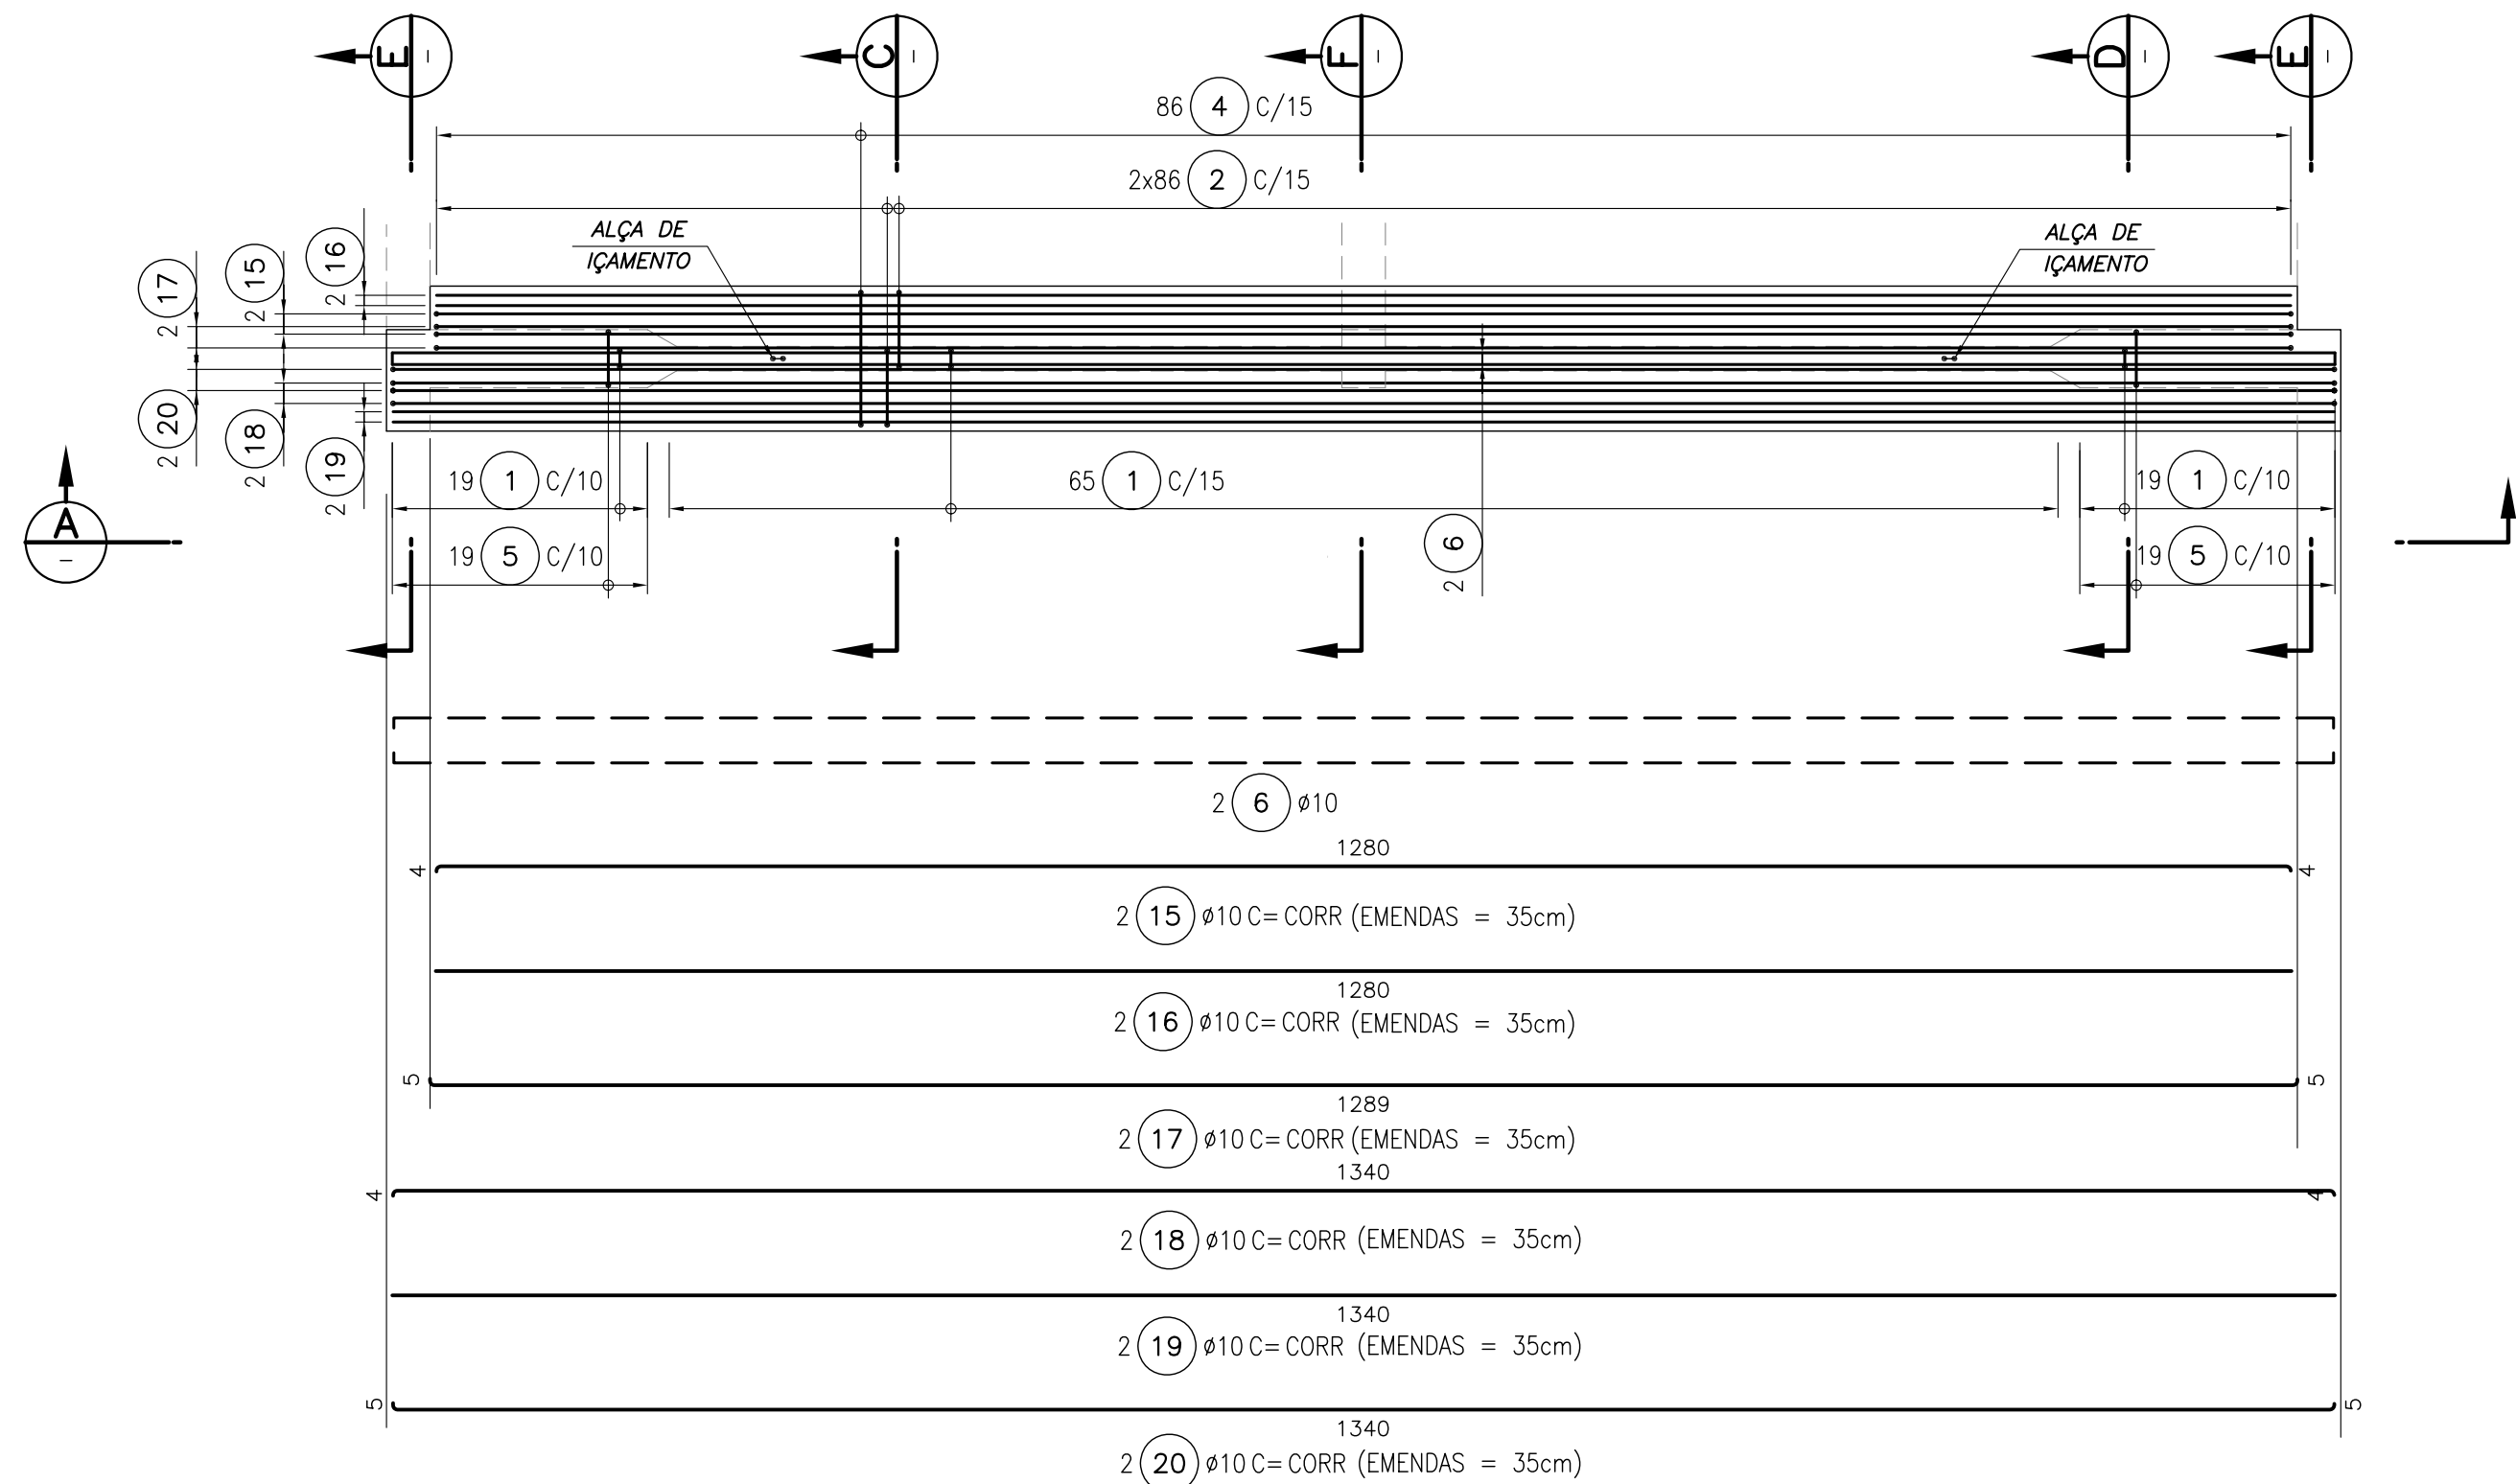 E -
C -
F -
D -
E -
86 4 C/15
2x86 2 C/15
ALÇA DE
IÇAMENTO
ALÇA DE
IÇAMENTO
2 17
2 15
2 16
2 20
2 18
2 19
A
-
19 1 C/10
65 1 C/15
19 1 C/10
19 5 C/10
2 6
19 5 C/10
2 6 ø10
1280
4
4
2 15 ø10 C= CORR (EMENDAS = 35cm)
1280
2 16 ø10 C= CORR (EMENDAS = 35cm)
5
5
1289
2 17 ø10 C= CORR (EMENDAS = 35cm)
1340
4
4
2 18 ø10 C= CORR (EMENDAS = 35cm)
1340
2 19 ø10 C= CORR (EMENDAS = 35cm)
5
5
1340
2 20 ø10 C= CORR (EMENDAS = 35cm)